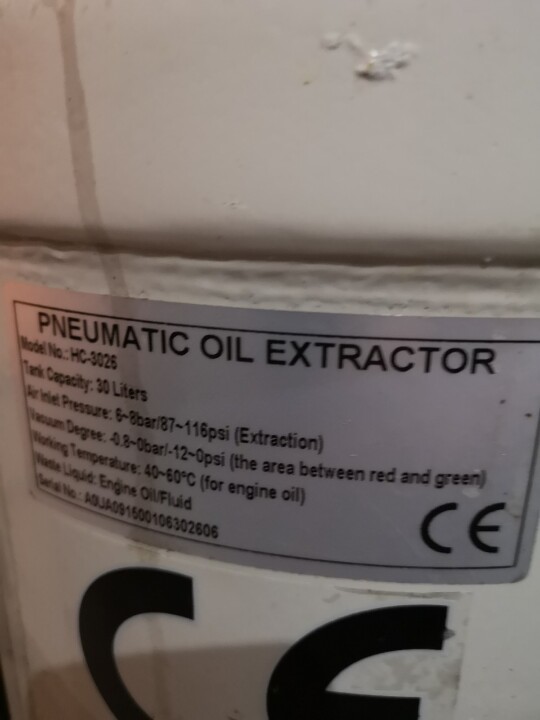 PNEUMATIC OIL EXTRACTOR
Model No.: HC-3026
Tank Capacity: 30 Liters
Air Inlet Pressure: 6~8bar/87~116psi (Extraction)
Vacuum Degree: -0.8~0bar/-12~0psi (the area between red and green)
Working Temperature: 40~60°C (for engine oil)
Waste Liquid: Engine Oil/Fluid
Serial No.: A0UA091500106302606
CE
CE